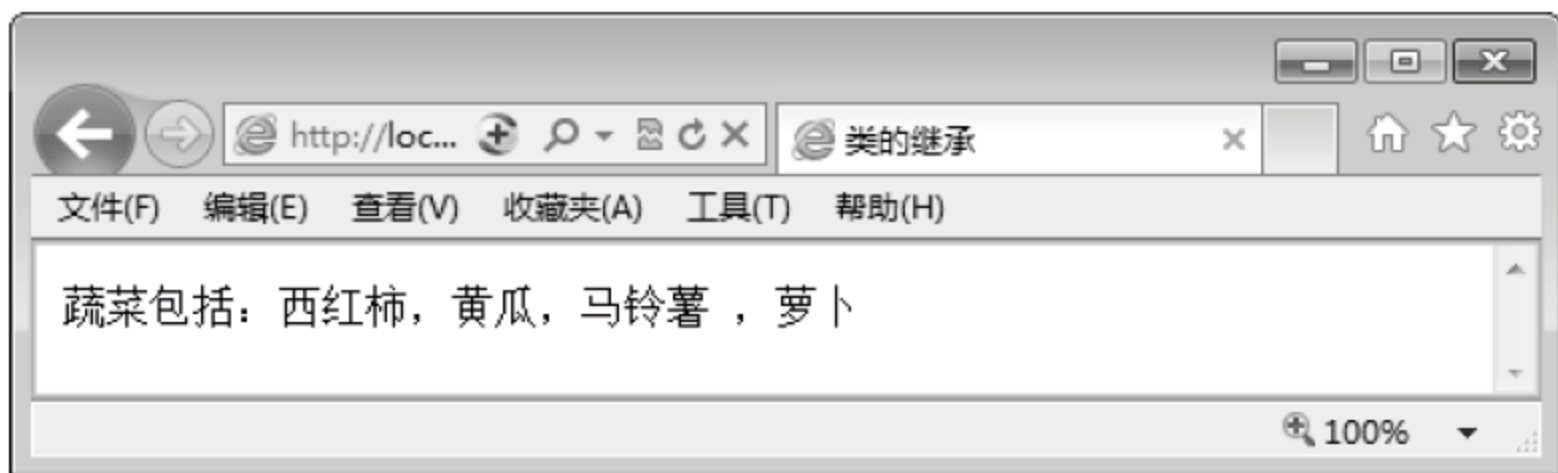 http://loc...
类的继承
文件(F) 编辑(E) 查看(V) 收藏夹(A) 工具(T) 帮助(H)
蔬菜包括：西红柿，黄瓜，马铃薯 ，萝卜
100%